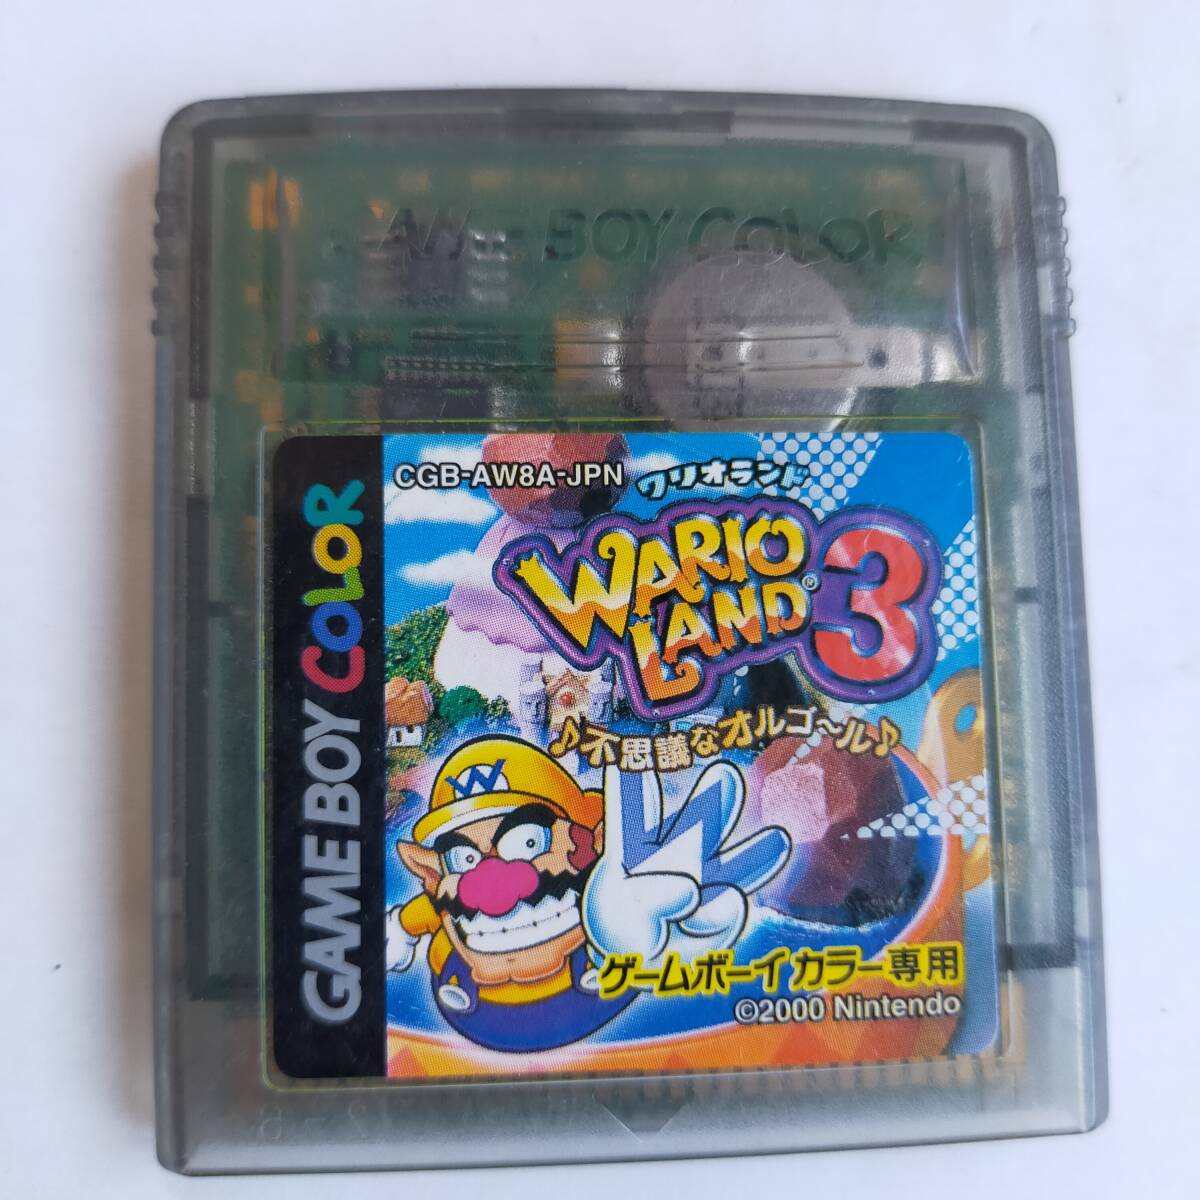 GAME BOY COLOR
GAME BOY COLOR
CGB-AW8A-JPN
ワリオランド
WARIO
LAND® 3
♪不思議なオルゴ〜ル♪
W
ゲームボーイカラー専用
©2000 Nintendo